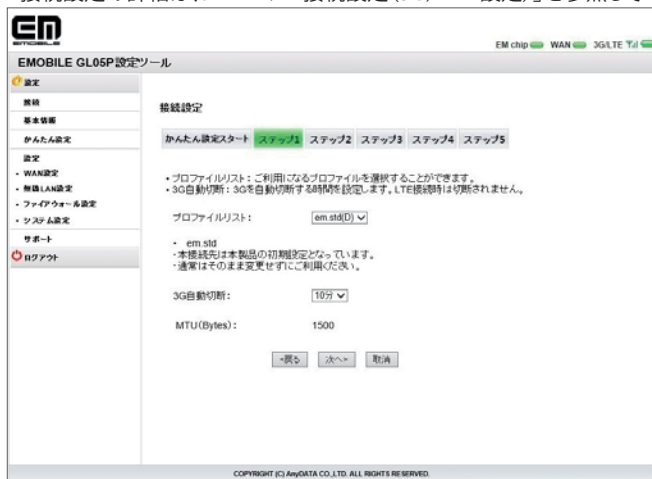 EM
EMOBILE
EM chip WAN 3G/LTE
EMOBILE GL05P設定ツール
設定
接続
基本情報
かんたん設定
設定
・WAN設定
・無線LAN設定
・ファイアウォール設定
・システム設定
サポート
ログアウト
接続設定
かんたん設定スタート ステップ1 ステップ2 ステップ3 ステップ4 ステップ5
・プロファイルリスト：ご利用になるプロファイルを選択することができます。
・3G自動切断：3Gを自動切断する時間を設定します。LTE接続時は切断されません。
プロファイルリスト： em.std(D)
・ em.std
・本接続先は本製品の初期設定となっています。
・通常はそのまま変更せずにご利用ください。
3G自動切断： 10分
MTU(Bytes)： 1500
<戻る 次へ> 取消
COPYRIGHT (C) AnyDATA CO.,LTD. ALL RIGHTS RESERVED.